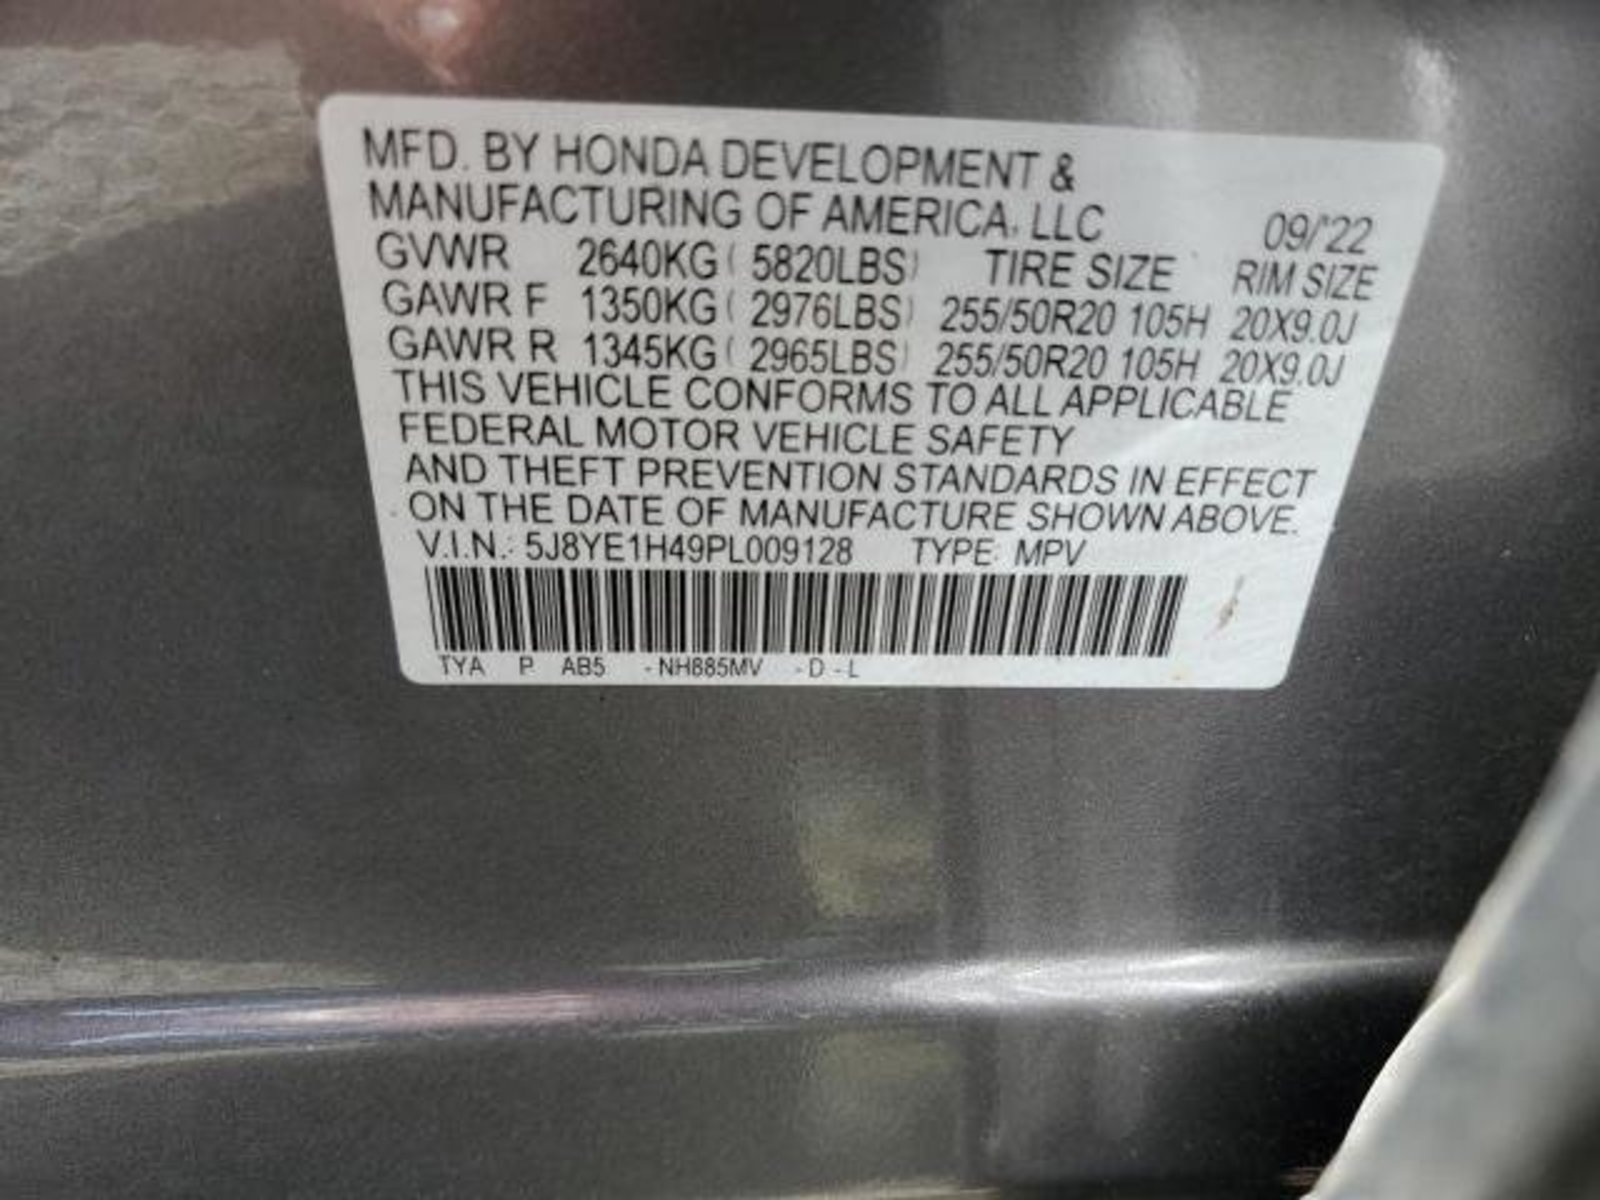 MFD. BY HONDA DEVELOPMENT &
MANUFACTURING OF AMERICA, LLC 09/'22
GVWR 2640KG ( 5820LBS) TIRE SIZE RIM SIZE
GAWR F 1350KG ( 2976LBS) 255/50R20 105H 20X9.0J
GAWR R 1345KG ( 2965LBS) 255/50R20 105H 20X9.0J
THIS VEHICLE CONFORMS TO ALL APPLICABLE
FEDERAL MOTOR VEHICLE SAFETY
AND THEFT PREVENTION STANDARDS IN EFFECT
ON THE DATE OF MANUFACTURE SHOWN ABOVE.
V.I.N.: 5J8YE1H49PL009128 TYPE: MPV
TYA P AB5 - NH885MV - D - L